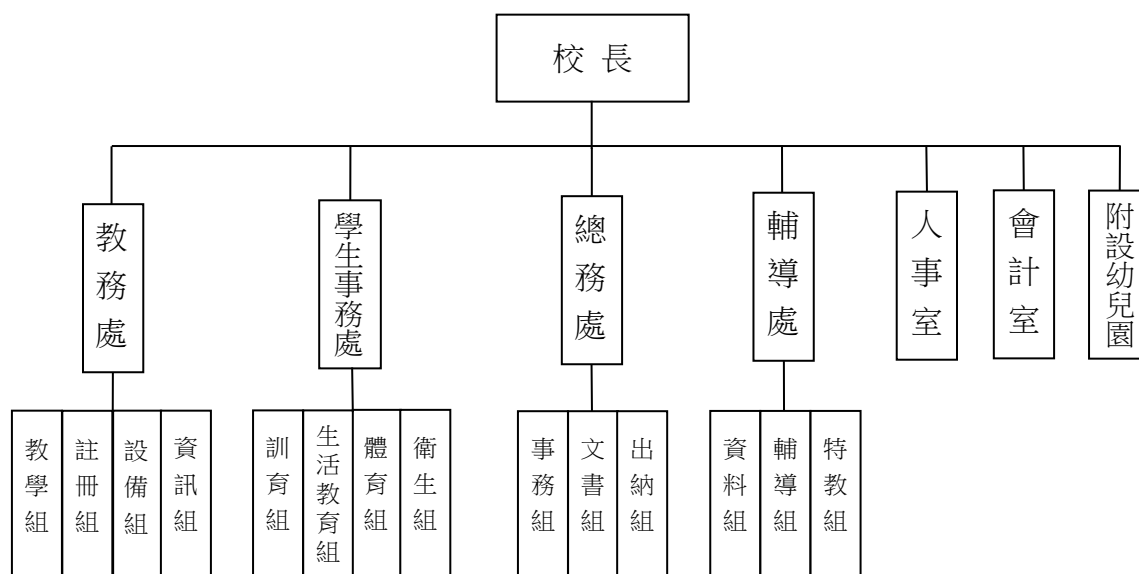 校長
教務處
學生事務處
總務處
輔導處
人事室
會計室
附設幼兒園
教學組
註冊組
設備組
資訊組
訓育組
生活教育組
體育組
衛生組
事務組
文書組
出納組
資料組
輔導組
特教組